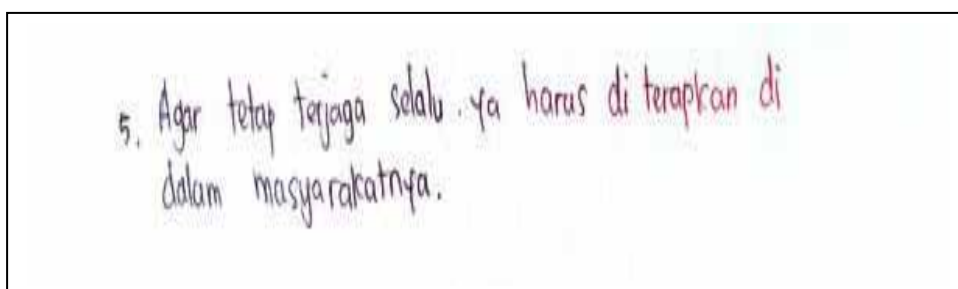 5. Agar tetap terjaga selalu. ya harus di terapkan di
dalam masyarakatnya.